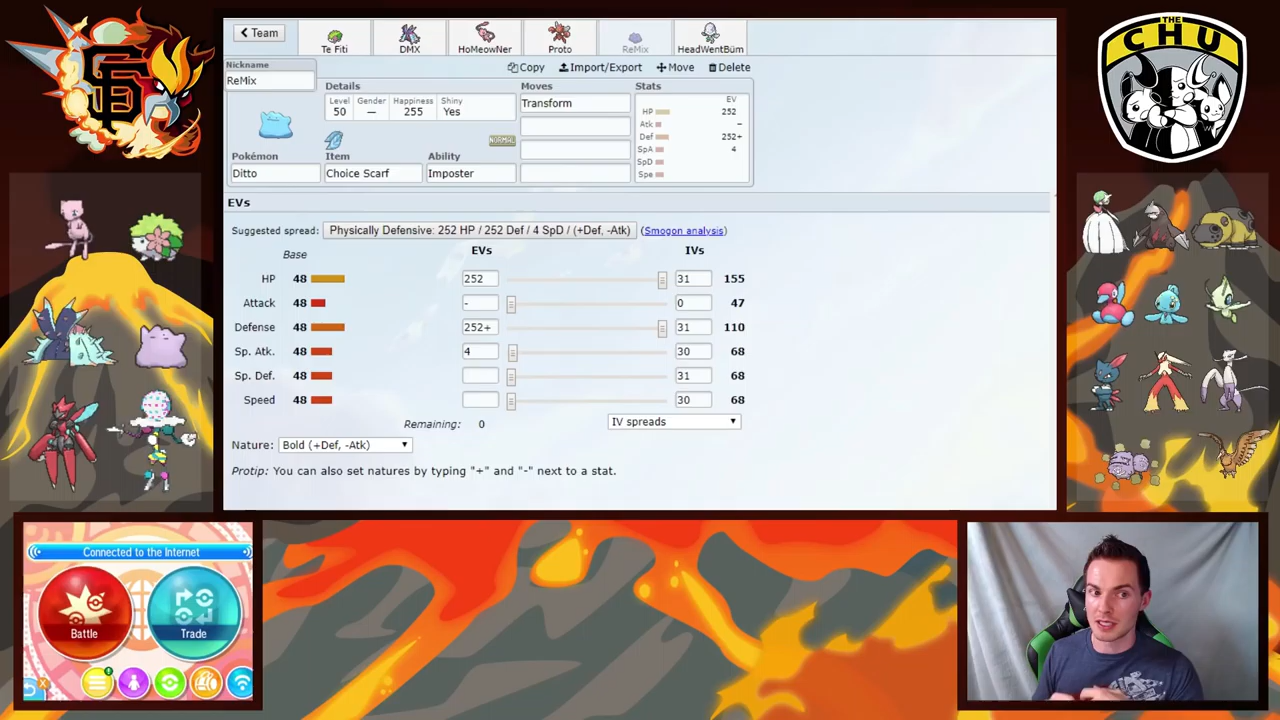 SF
THE
CHU
Team
Te Fiti
DMX
HoMeowNer
Proto
ReMix
HeadWentBüm
Copy
Import/Export
Move
Delete
Nickname
ReMix
Details
Level
Gender
Happiness
Shiny
50
—
255
Yes
NORMAL
Pokémon
Item
Ability
Ditto
Choice Scarf
Imposter
Moves
Transform
Stats
EV
HP 252
Atk –
Def 252+
SpA 4
SpD
Spe
EVs
Suggested spread: Physically Defensive: 252 HP / 252 Def / 4 SpD / (+Def, -Atk) (Smogon analysis)
Base EVs IVs
HP 48 252 31 155
Attack 48 - 0 47
Defense 48 252+ 31 110
Sp. Atk. 48 4 30 68
Sp. Def. 48 31 68
Speed 48 30 68
Remaining: 0 IV spreads
Nature: Bold (+Def, -Atk)
Protip: You can also set natures by typing "+" and "-" next to a stat.
Connected to the Internet
Battle
Trade